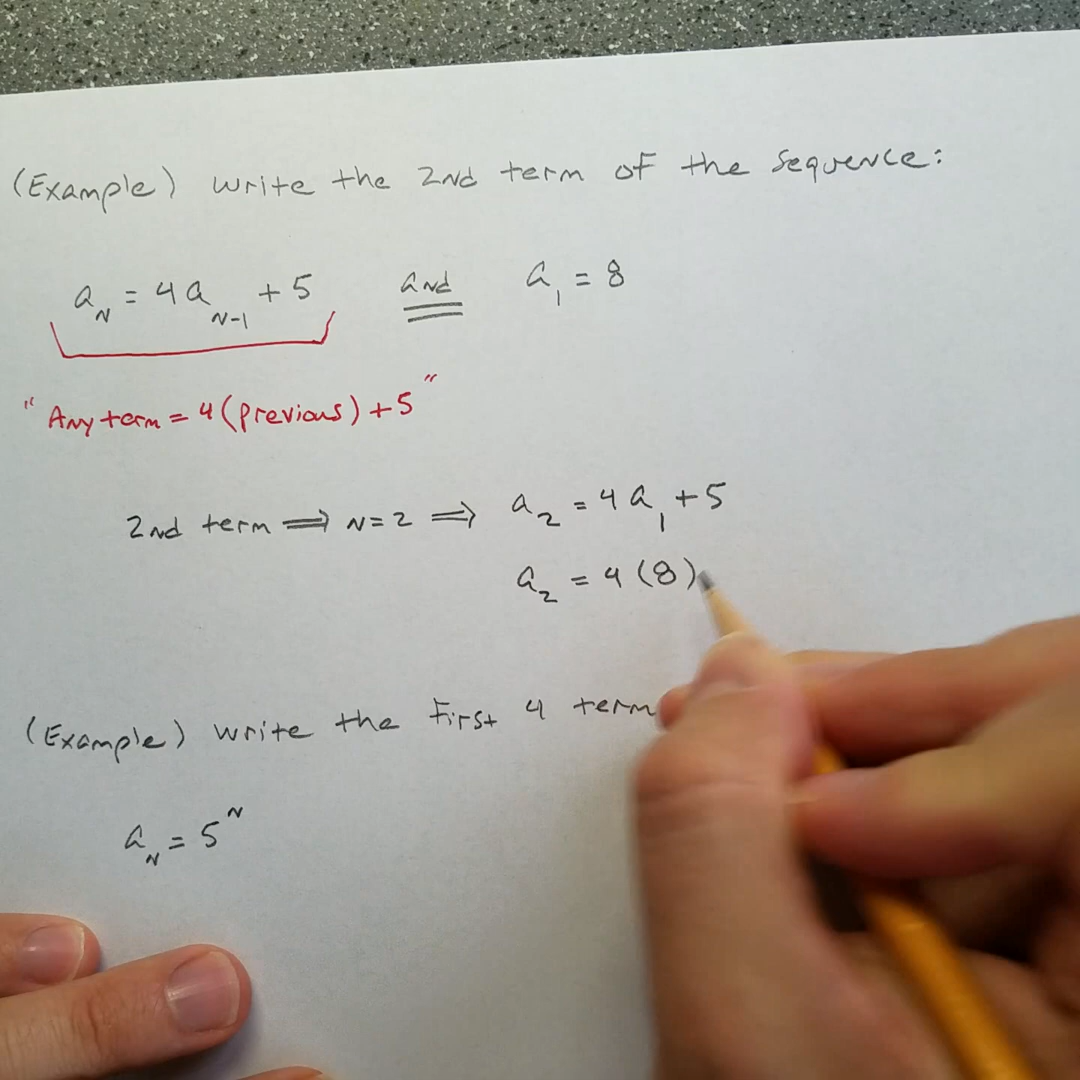 (Example) write the 2nd term of the sequence:
a_N = 4a_{N-1} + 5 and a_1 = 8
"Any term = 4(previous) + 5"
2nd term ⟹ N = 2 ⟹ a_2 = 4a_1 + 5
a_2 = 4(8)
(Example) write the First 4 term
a_N = 5^N